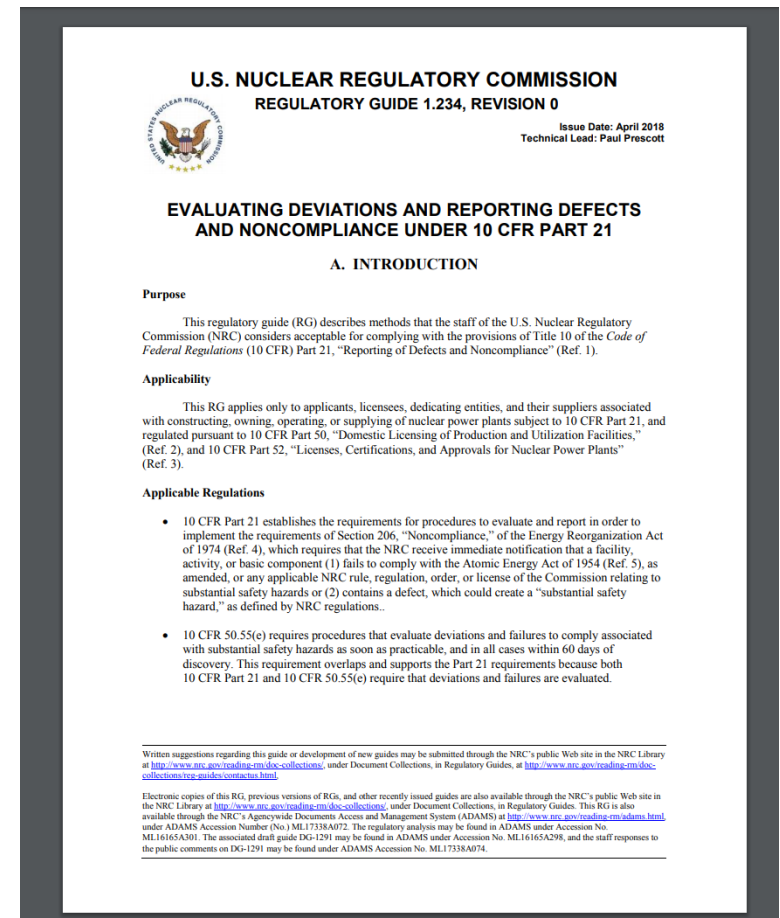 U.S. NUCLEAR REGULATORY COMMISSION
REGULATORY GUIDE 1.234, REVISION 0
UNITED STATES NUCLEAR REGULATORY COMMISSION
Issue Date: April 2018
Technical Lead: Paul Prescott
EVALUATING DEVIATIONS AND REPORTING DEFECTS
AND NONCOMPLIANCE UNDER 10 CFR PART 21
A. INTRODUCTION
Purpose
This regulatory guide (RG) describes methods that the staff of the U.S. Nuclear Regulatory
Commission (NRC) considers acceptable for complying with the provisions of Title 10 of the Code of
Federal Regulations (10 CFR) Part 21, “Reporting of Defects and Noncompliance” (Ref. 1).
Applicability
This RG applies only to applicants, licensees, dedicating entities, and their suppliers associated
with constructing, owning, operating, or supplying of nuclear power plants subject to 10 CFR Part 21, and
regulated pursuant to 10 CFR Part 50, “Domestic Licensing of Production and Utilization Facilities,”
(Ref. 2), and 10 CFR Part 52, “Licenses, Certifications, and Approvals for Nuclear Power Plants”
(Ref. 3).
Applicable Regulations
• 10 CFR Part 21 establishes the requirements for procedures to evaluate and report in order to
implement the requirements of Section 206, “Noncompliance,” of the Energy Reorganization Act
of 1974 (Ref. 4), which requires that the NRC receive immediate notification that a facility,
activity, or basic component (1) fails to comply with the Atomic Energy Act of 1954 (Ref. 5), as
amended, or any applicable NRC rule, regulation, order, or license of the Commission relating to
substantial safety hazards or (2) contains a defect, which could create a “substantial safety
hazard,” as defined by NRC regulations..
• 10 CFR 50.55(e) requires procedures that evaluate deviations and failures to comply associated
with substantial safety hazards as soon as practicable, and in all cases within 60 days of
discovery. This requirement overlaps and supports the Part 21 requirements because both
10 CFR Part 21 and 10 CFR 50.55(e) require that deviations and failures are evaluated.
Written suggestions regarding this guide or development of new guides may be submitted through the NRC’s public Web site in the NRC Library
at http://www.nrc.gov/reading-rm/doc-collections/, under Document Collections, in Regulatory Guides, at http://www.nrc.gov/reading-rm/doc-
collections/reg-guides/contactus.html.
Electronic copies of this RG, previous versions of RGs, and other recently issued guides are also available through the NRC’s public Web site in
the NRC Library at http://www.nrc.gov/reading-rm/doc-collections/, under Document Collections, in Regulatory Guides. This RG is also
available through the NRC’s Agencywide Documents Access and Management System (ADAMS) at http://www.nrc.gov/reading-rm/adams.html,
under ADAMS Accession Number (No.) ML17338A072. The regulatory analysis may be found in ADAMS under Accession No.
ML16165A301. The associated draft guide DG-1291 may be found in ADAMS under Accession No. ML16165A298, and the staff responses to
the public comments on DG-1291 may be found under ADAMS Accession No. ML17338A074.